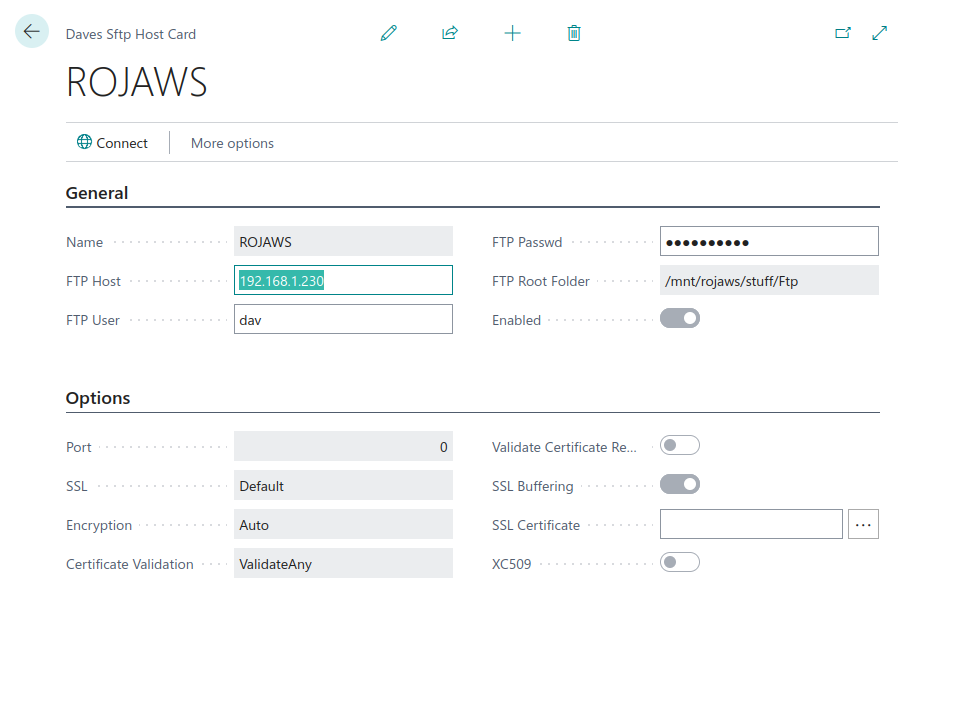 Daves Sftp Host Card
ROJAWS
Connect More options
General
Name ROJAWS FTP Passwd ●●●●●●●●●●
FTP Host 192.168.1.230 FTP Root Folder /mnt/rojaws/stuff/Ftp
FTP User dav Enabled
Options
Port 0 Validate Certificate Re...
SSL Default SSL Buffering
Encryption Auto SSL Certificate ...
Certificate Validation ValidateAny XC509